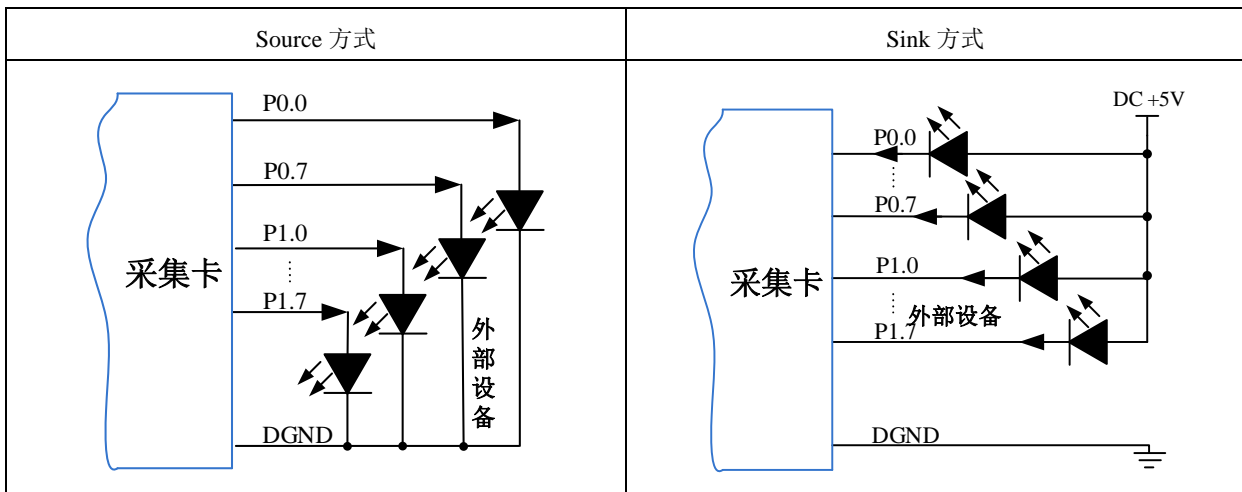 Source 方式
Sink 方式
P0.0
P0.7
P1.0
P1.7
采集卡
外部设备
DGND
DC +5V
P0.0
P0.7
P1.0
采集卡
外部设备
P1.7
DGND